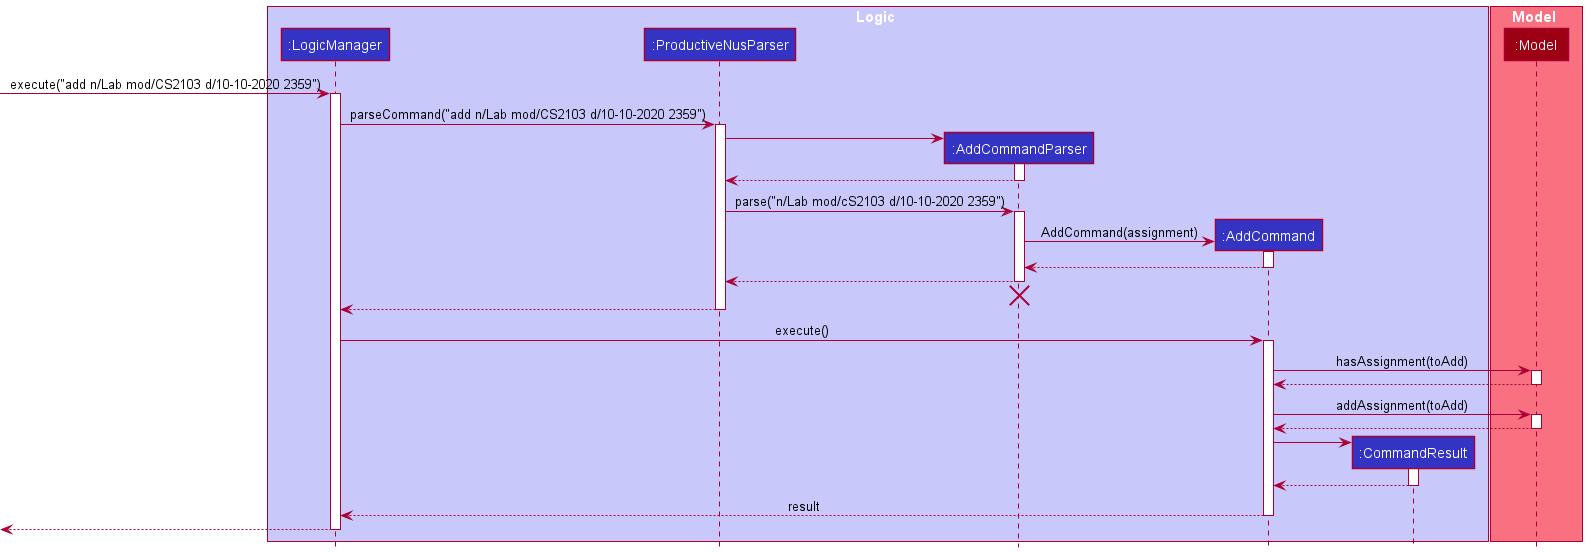 Logic
Model
:LogicManager
:ProductiveNusParser
:Model
execute("add n/Lab mod/CS2103 d/10-10-2020 2359")
parseCommand("add n/Lab mod/CS2103 d/10-10-2020 2359")
:AddCommandParser
parse("n/Lab mod/cS2103 d/10-10-2020 2359")
AddCommand(assignment)
:AddCommand
execute()
hasAssignment(toAdd)
addAssignment(toAdd)
:CommandResult
result